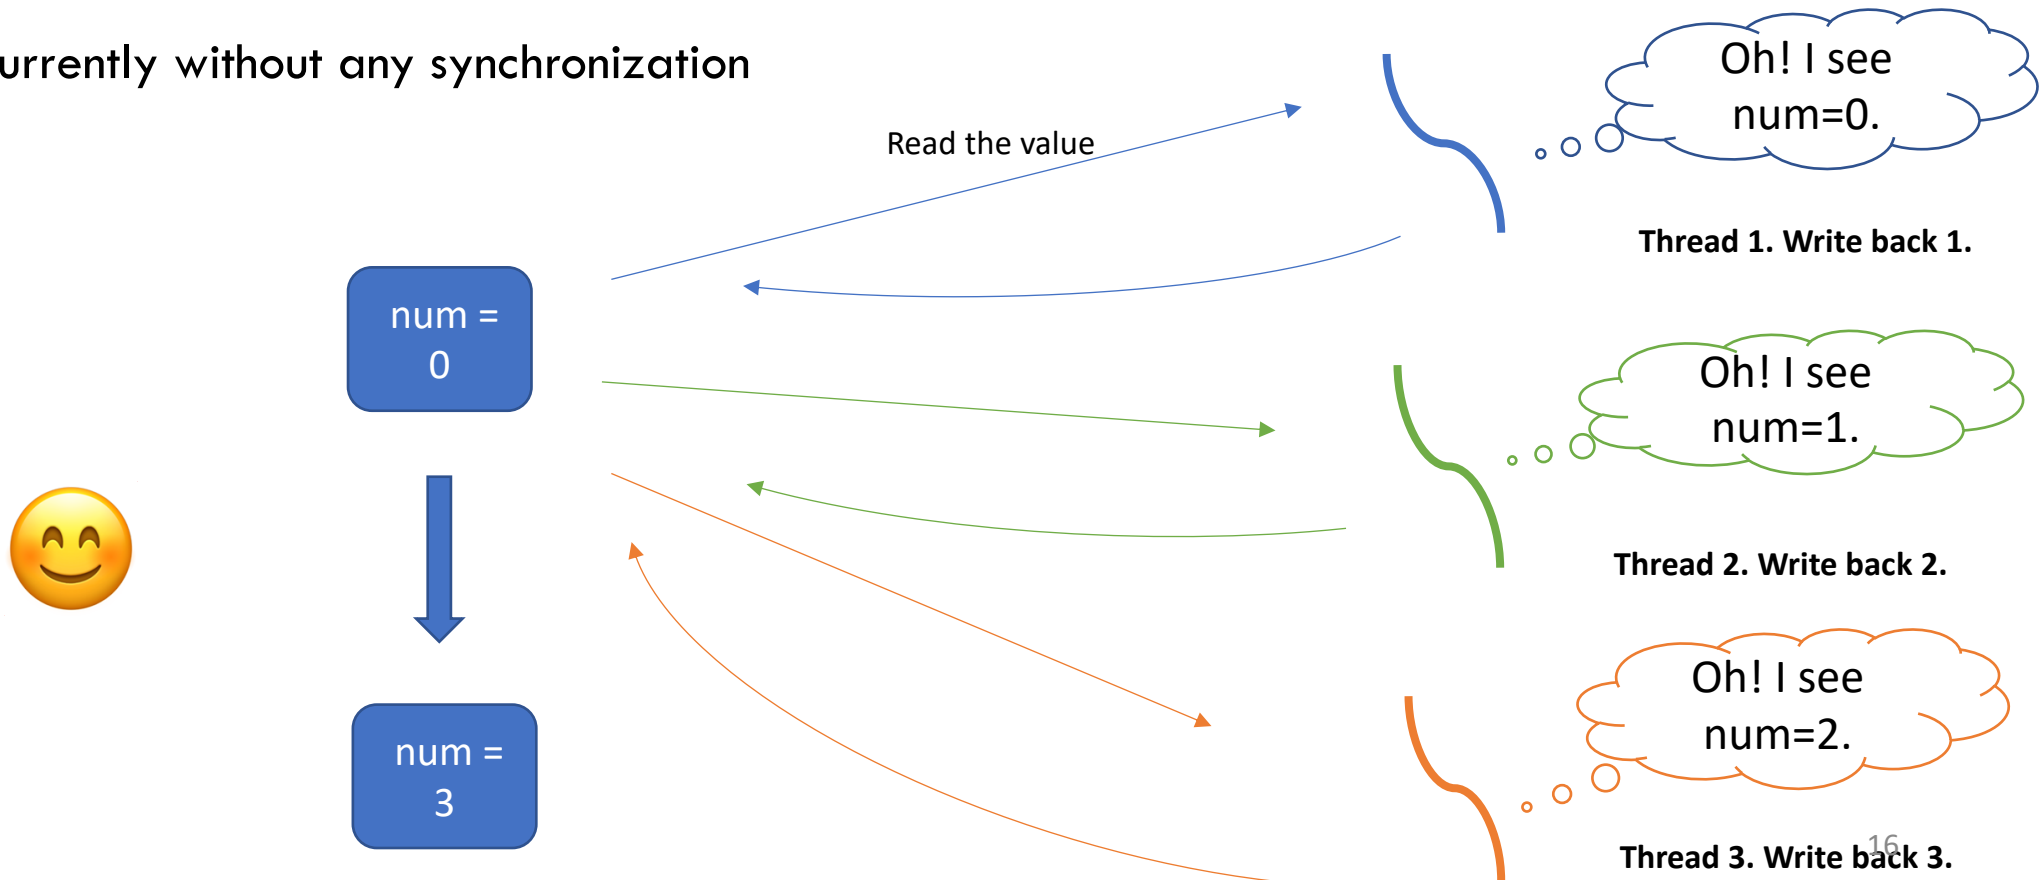 urrently without any synchronization
Oh! I see
num=0.
Read the value
Thread 1. Write back 1.
num =
0
Oh! I see
num=1.
Thread 2. Write back 2.
Oh! I see
num=2.
num =
3
16
Thread 3. Write back 3.